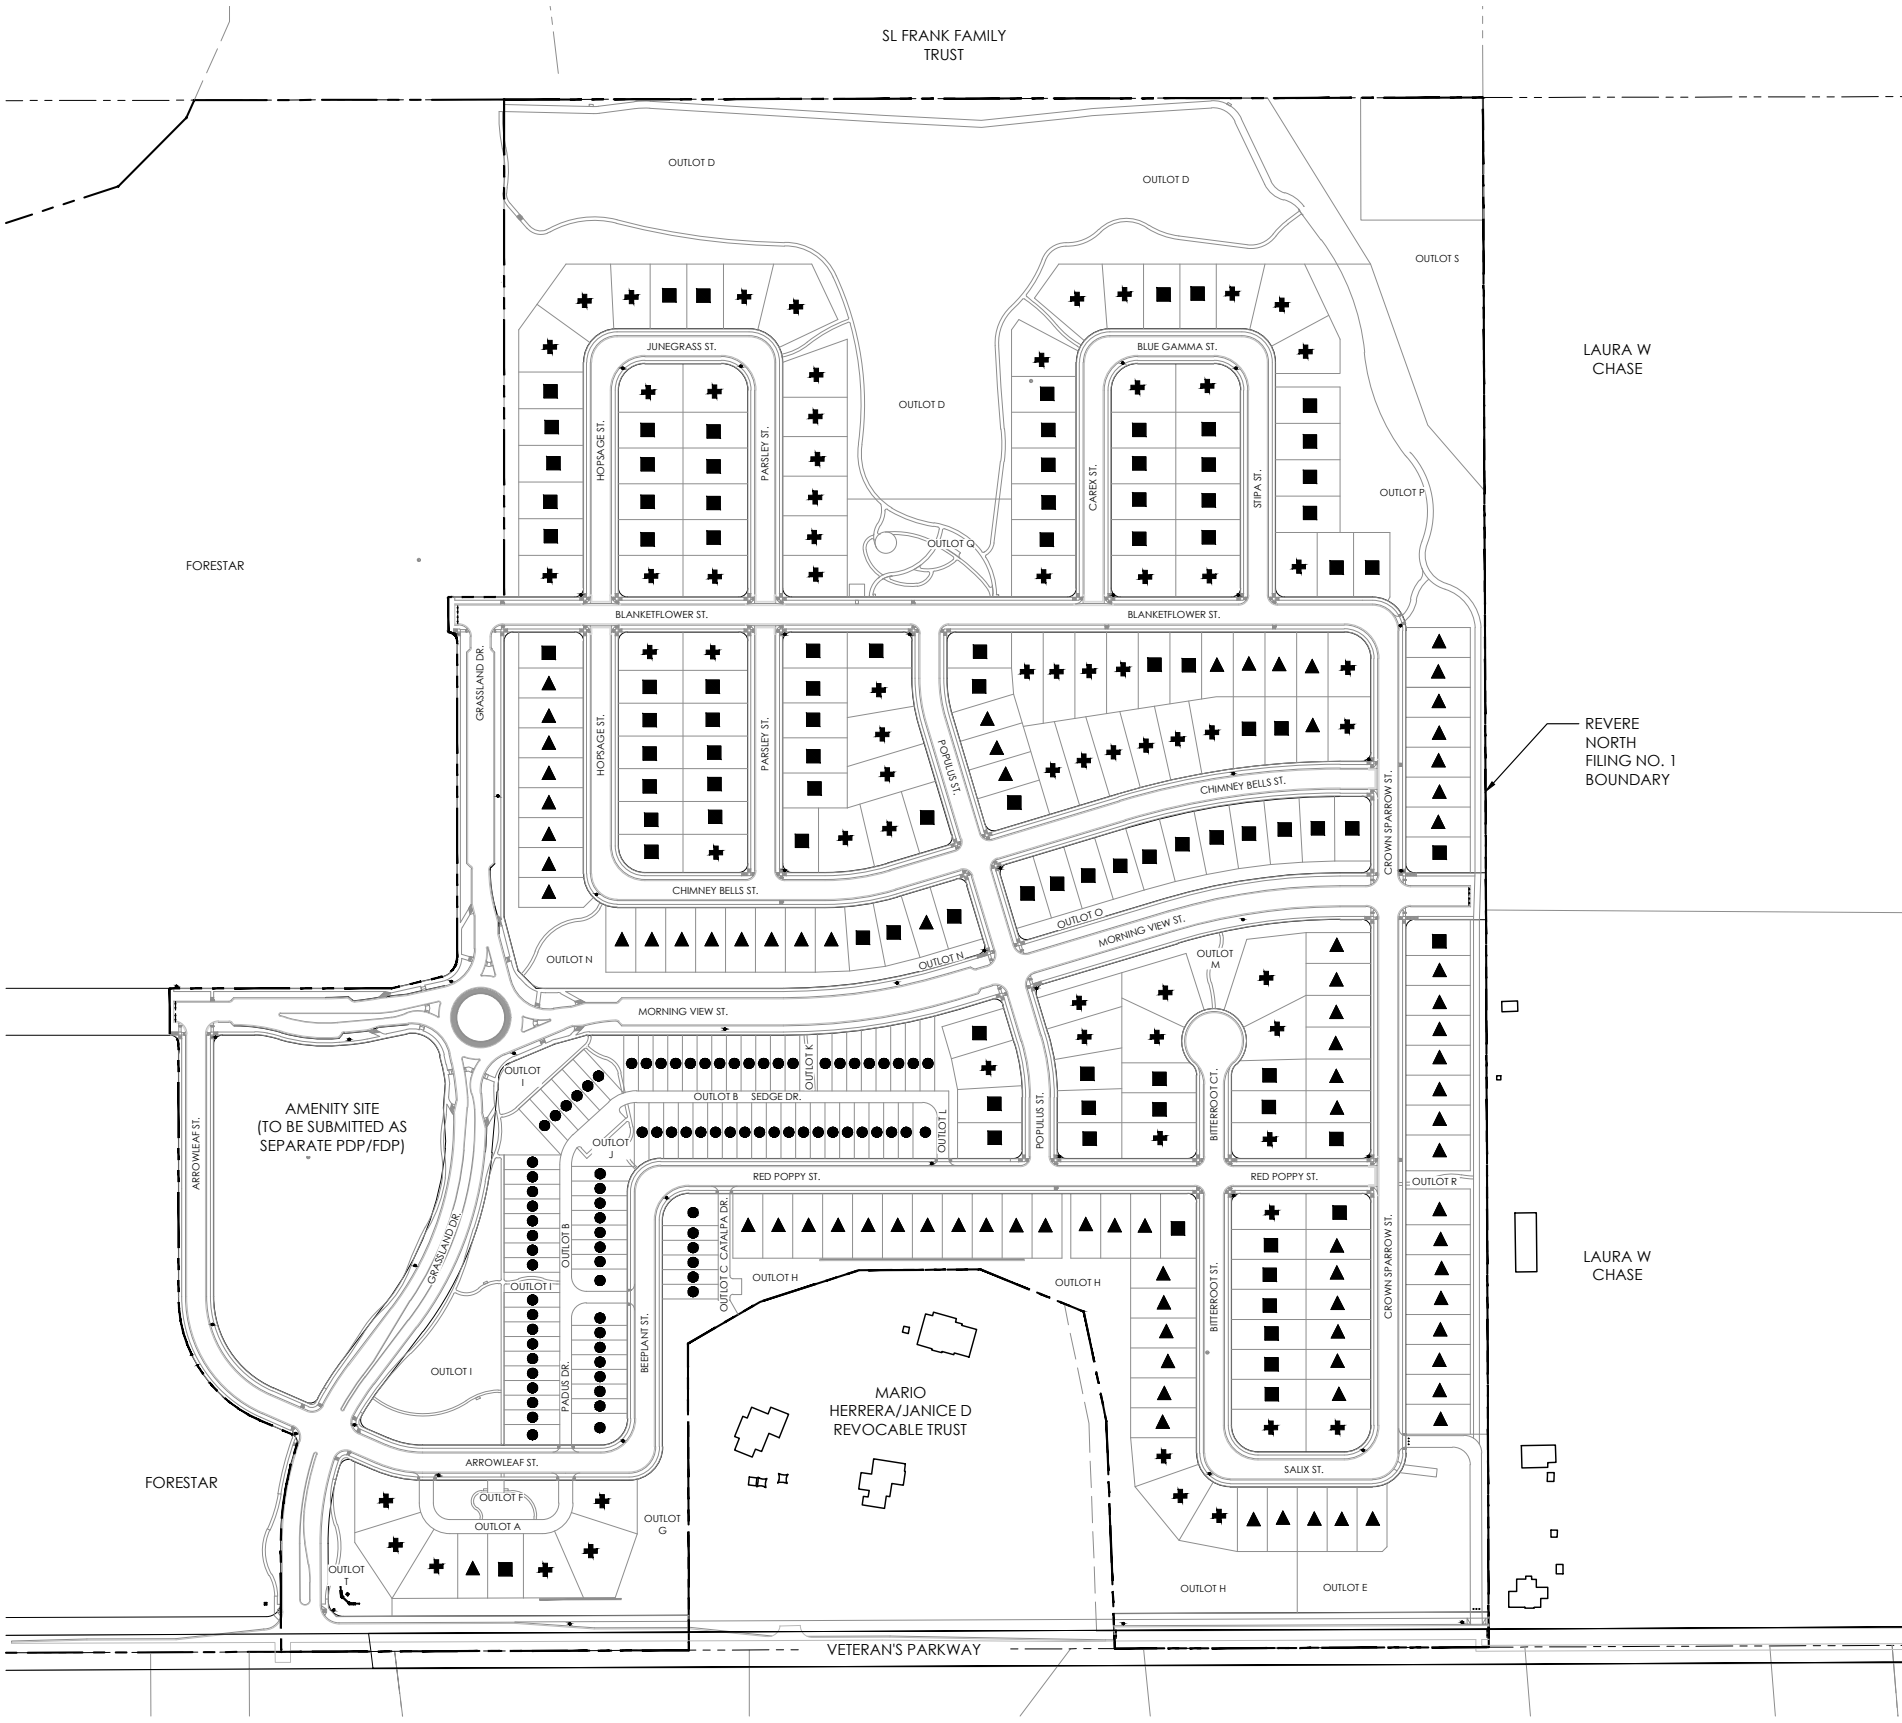 SL FRANK FAMILY
TRUST
OUTLOT D
OUTLOT D
OUTLOT S
JUNEGRASS ST.
BLUE GAMMA ST.
LAURA W
CHASE
OUTLOT D
HOPSAGE ST.
PARSLEY ST.
CAREX ST.
STIPA ST.
OUTLOT P
OUTLOT Q
FORESTAR
BLANKETFLOWER ST.
BLANKETFLOWER ST.
GRASSLAND DR.
HOPSAGE ST.
PARSLEY ST.
POPULUS ST.
REVERE
NORTH
FILING NO. 1
BOUNDARY
CHIMNEY BELLS ST.
CROWN SPARROW ST.
CHIMNEY BELLS ST.
OUTLOT O
MORNING VIEW ST.
OUTLOT N
OUTLOT N
OUTLOT
M
MORNING VIEW ST.
OUTLOT
I
OUTLOT K
OUTLOT B
SEDGE DR.
OUTLOT L
AMENITY SITE
(TO BE SUBMITTED AS
SEPARATE PDP/FDP)
ARROWLEAF ST.
OUTLOT
J
POPULUS ST.
BITTERROOT CT.
RED POPPY ST.
RED POPPY ST.
OUTLOT R
GRASSLAND DR.
OUTLOT B
CATALPA DR.
OUTLOT C
OUTLOT H
OUTLOT H
OUTLOT I
LAURA W
CHASE
BITTERROOT ST.
CROWN SPARROW ST.
BEEPLANT ST.
OUTLOT I
PADUS DR.
MARIO
HERRERA/JANICE D
REVOCABLE TRUST
ARROWLEAF ST.
SALIX ST.
FORESTAR
OUTLOT F
OUTLOT A
OUTLOT
G
OUTLOT
T
OUTLOT H
OUTLOT E
VETERAN'S PARKWAY